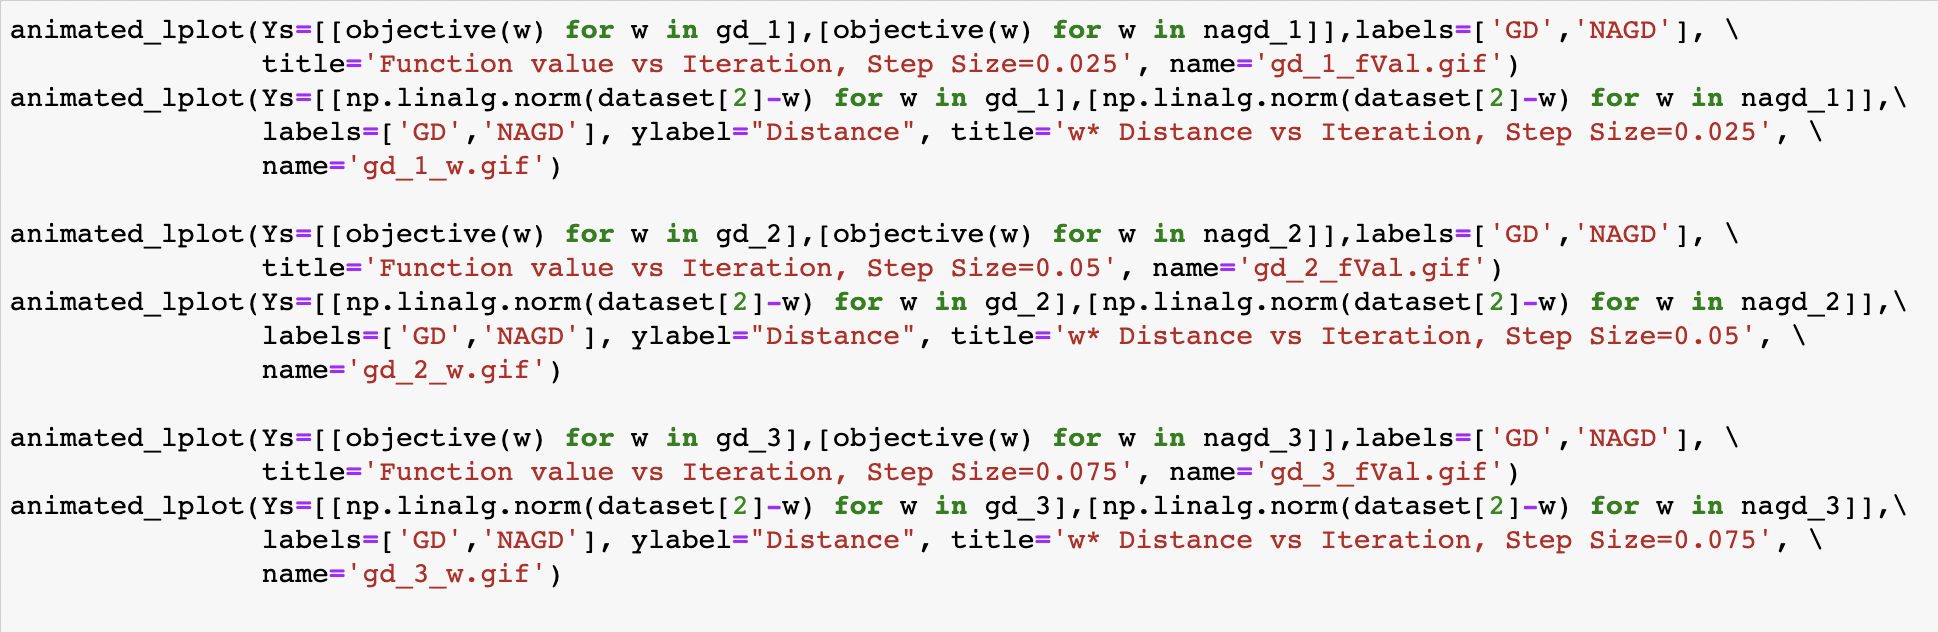 animated_lplot(Ys=[[objective(w) for w in gd_1],[objective(w) for w in nagd_1]],labels=['GD','NAGD'], \
               title='Function value vs Iteration, Step Size=0.025', name='gd_1_fVal.gif')
animated_lplot(Ys=[[np.linalg.norm(dataset[2]-w) for w in gd_1],[np.linalg.norm(dataset[2]-w) for w in nagd_1]],\
               labels=['GD','NAGD'], ylabel="Distance", title='w* Distance vs Iteration, Step Size=0.025', \
               name='gd_1_w.gif')

animated_lplot(Ys=[[objective(w) for w in gd_2],[objective(w) for w in nagd_2]],labels=['GD','NAGD'], \
               title='Function value vs Iteration, Step Size=0.05', name='gd_2_fVal.gif')
animated_lplot(Ys=[[np.linalg.norm(dataset[2]-w) for w in gd_2],[np.linalg.norm(dataset[2]-w) for w in nagd_2]],\
               labels=['GD','NAGD'], ylabel="Distance", title='w* Distance vs Iteration, Step Size=0.05', \
               name='gd_2_w.gif')

animated_lplot(Ys=[[objective(w) for w in gd_3],[objective(w) for w in nagd_3]],labels=['GD','NAGD'], \
               title='Function value vs Iteration, Step Size=0.075', name='gd_3_fVal.gif')
animated_lplot(Ys=[[np.linalg.norm(dataset[2]-w) for w in gd_3],[np.linalg.norm(dataset[2]-w) for w in nagd_3]],\
               labels=['GD','NAGD'], ylabel="Distance", title='w* Distance vs Iteration, Step Size=0.075', \
               name='gd_3_w.gif')